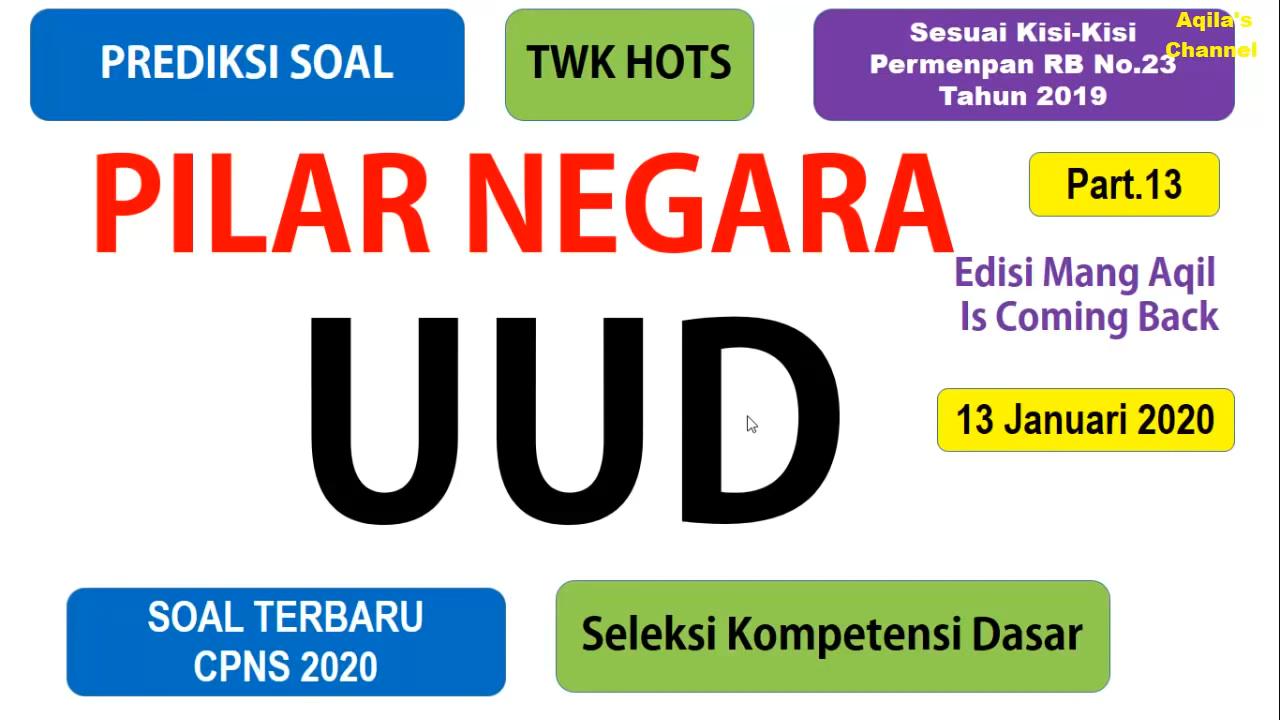 PREDIKSI SOAL
TWK HOTS
Sesuai Kisi-Kisi
Permenpan RB No.23
Tahun 2019
Aqila's
Channel
PILAR NEGARA
Part.13
Edisi Mang Aqil
Is Coming Back
UUD
13 Januari 2020
SOAL TERBARU
CPNS 2020
Seleksi Kompetensi Dasar